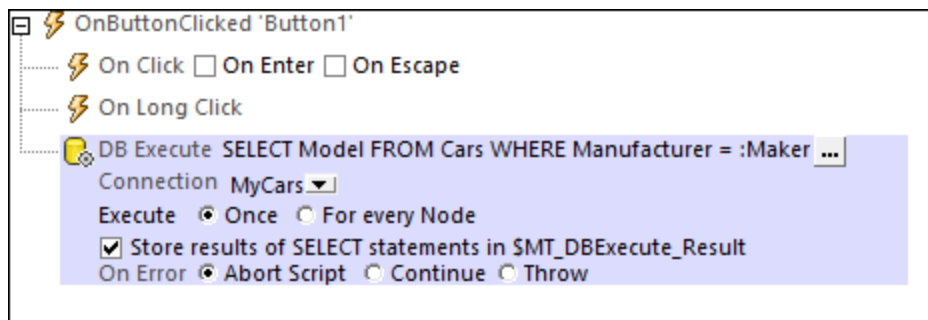 OnButtonClicked 'Button1'
On Click On Enter On Escape
On Long Click
DB Execute SELECT Model FROM Cars WHERE Manufacturer = :Maker ...
Connection MyCars
Execute Once For every Node
Store results of SELECT statements in $MT_DBExecute_Result
On Error Abort Script Continue Throw